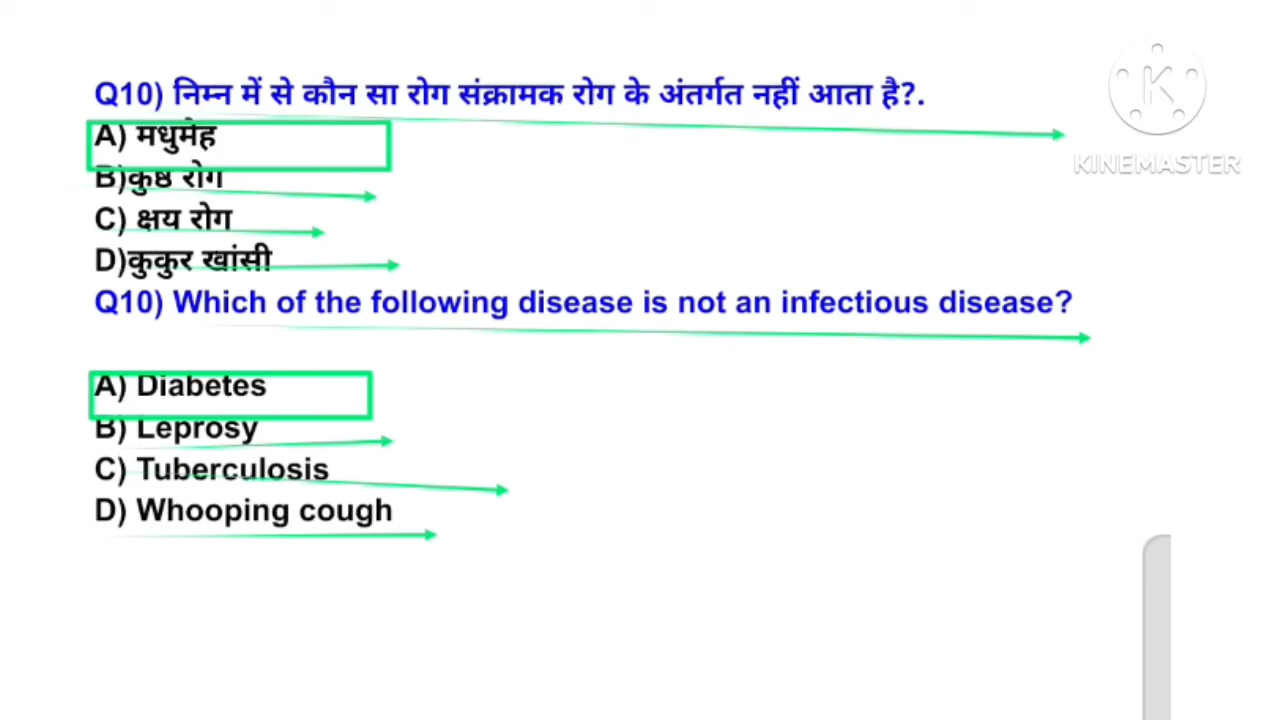 Q10) निम्न में से कौन सा रोग संक्रामक रोग के अंतर्गत नहीं आता है?.
A) मधुमेह
B)कुष्ठ रोग
C) क्षय रोग
D)कुकुर खांसी
Q10) Which of the following disease is not an infectious disease?
A) Diabetes
B) Leprosy
C) Tuberculosis
D) Whooping cough
K
KINEMASTER